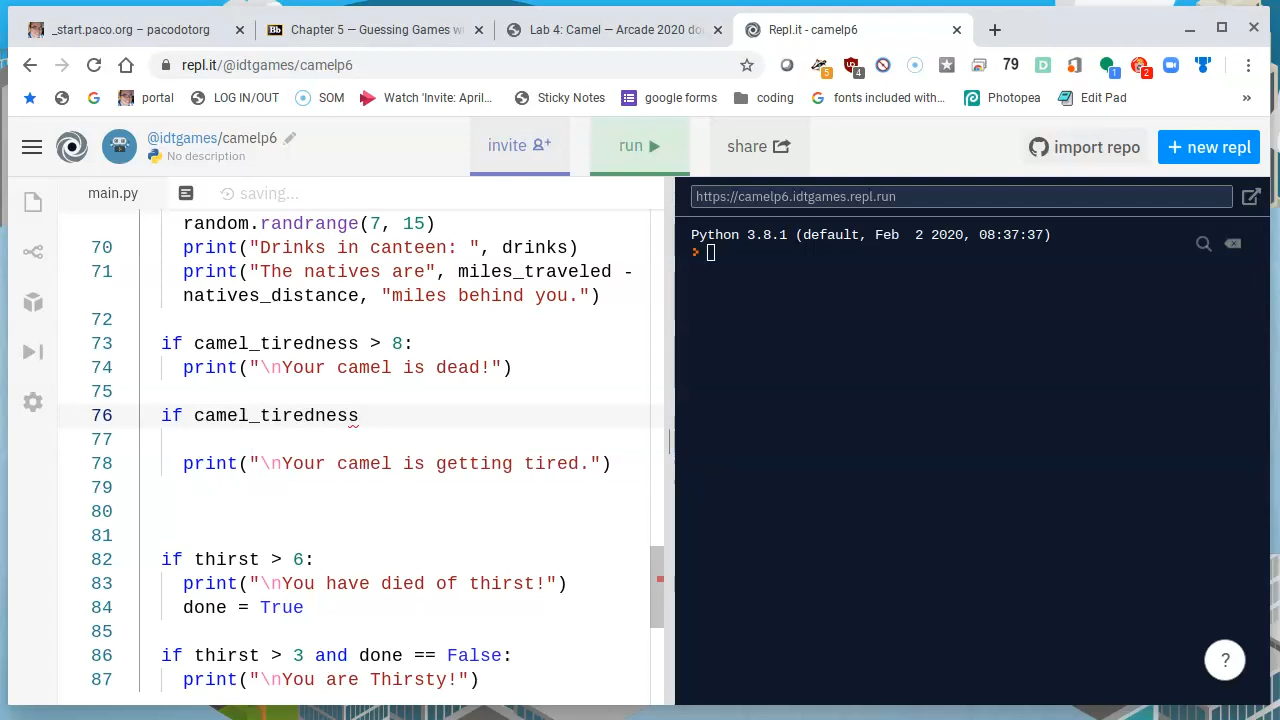 _start.paco.org – pacodotorg
Chapter 5 — Guessing Games w
Lab 4: Camel — Arcade 2020 do
Repl.it - camelp6
repl.it/@idtgames/camelp6
5
4
79
1
2
portal
LOG IN/OUT
SOM
Watch 'Invite: April...
Sticky Notes
google forms
coding
fonts included with...
Photopea
Edit Pad
»
@idtgames/camelp6
No description
invite
run
share
import repo
+ new repl
main.py
saving...
https://camelp6.idtgames.repl.run
random.randrange(7, 15)
70 print("Drinks in canteen: ", drinks)
71 print("The natives are", miles_traveled -
natives_distance, "miles behind you.")
72
73 if camel_tiredness > 8:
74 print("\nYour camel is dead!")
75
76 if camel_tiredness
77
78 print("\nYour camel is getting tired.")
79
80
81
82 if thirst > 6:
83 print("\nYou have died of thirst!")
84 done = True
85
86 if thirst > 3 and done == False:
87 print("\nYou are Thirsty!")
Python 3.8.1 (default, Feb  2 2020, 08:37:37)
>
?